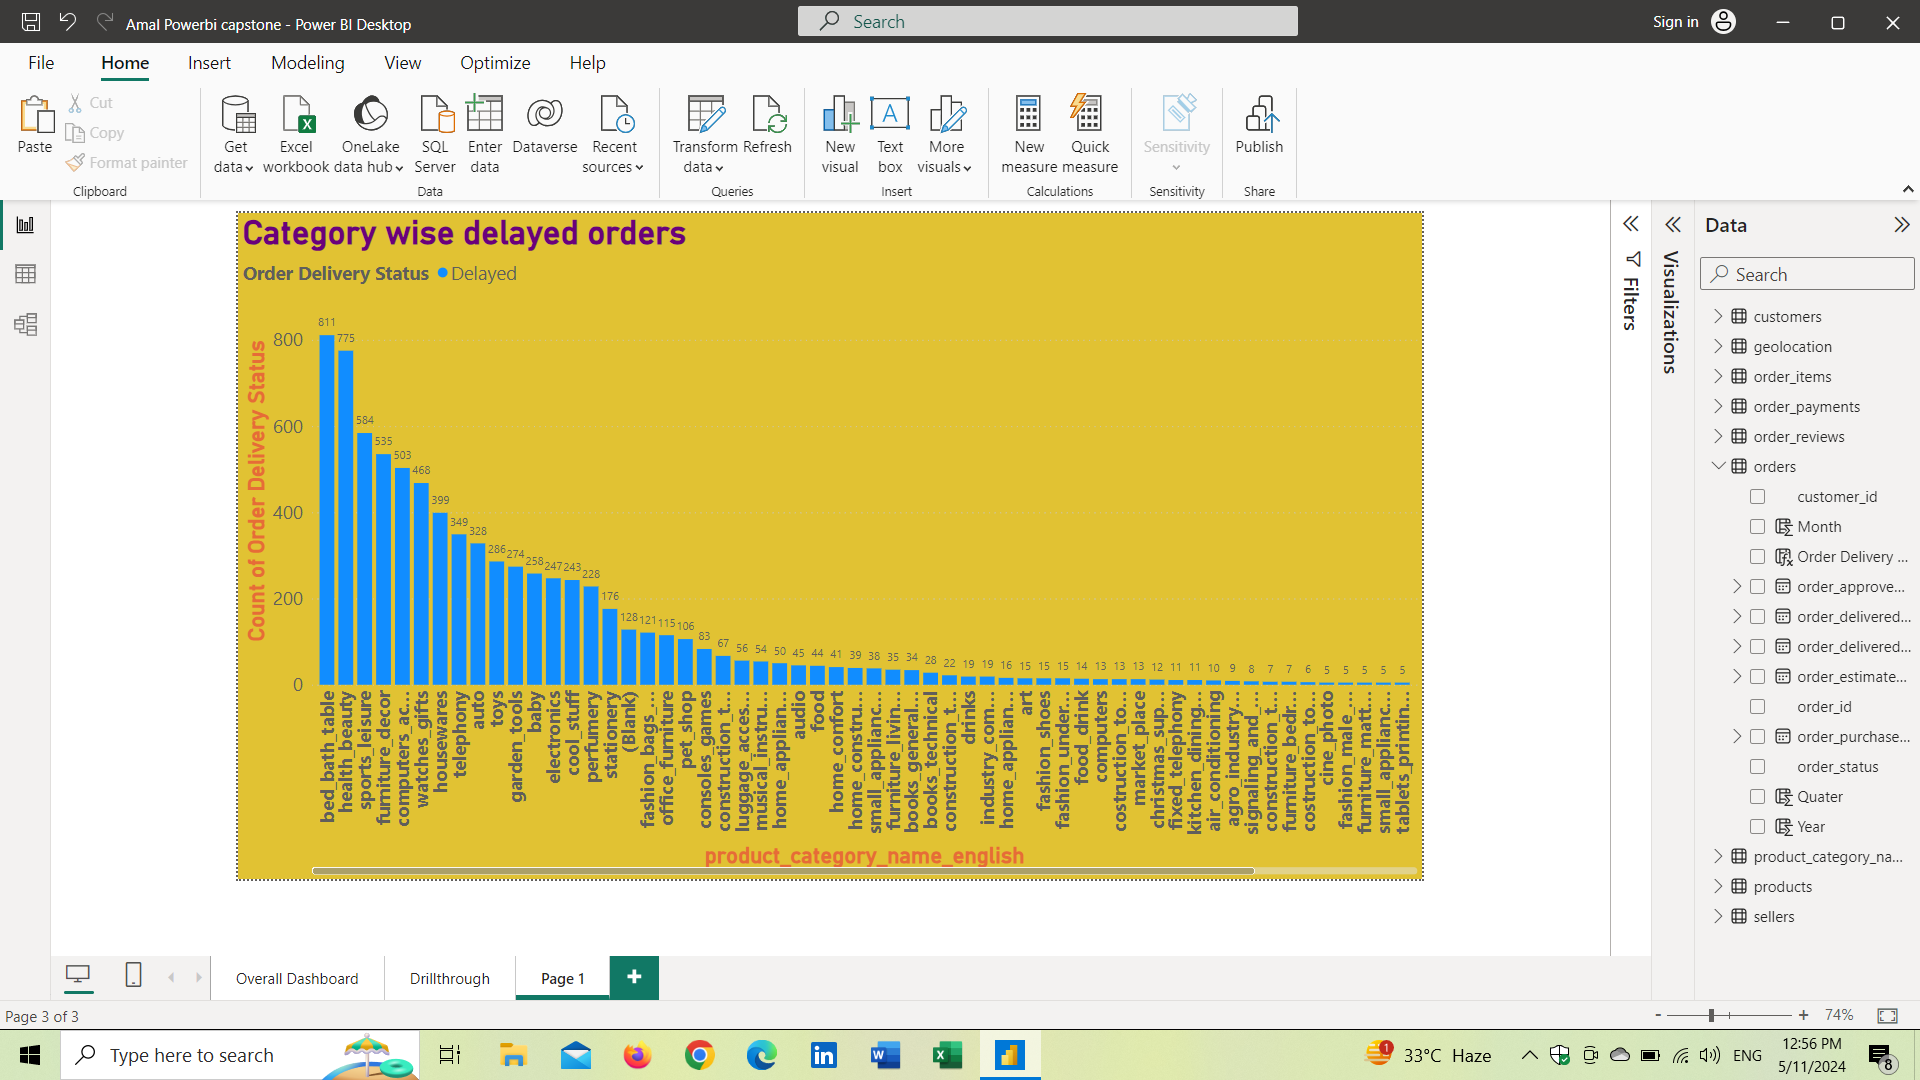 Amal Powerbi capstone - Power BI Desktop
Search
Sign in
File Home Insert Modeling View Optimize Help
Paste
Cut
Copy
Format painter
Clipboard
Get data
Excel workbook
OneLake data hub
SQL Server
Enter data
Dataverse
Recent sources
Data
Transform data
Refresh
Queries
New visual
Text box
More visuals
Insert
New measure
Quick measure
Calculations
Sensitivity
Sensitivity
Publish
Share
Category wise delayed orders
Order Delivery Status Delayed
Count of Order Delivery Status
800
600
400
200
0
811 775 584 535 503 468 399 349 328 286 274 258 247 243 228 176 128 121 115 106 83 67 56 54 50 45 44 41 39 38 35 34 28 22 19 19 16 15 15 15 14 13 13 13 12 11 11 10 9 8 7 7 6 5 5 5 5 5
bed_bath_table
health_beauty
sports_leisure
furniture_decor
computers_ac...
watches_gifts
housewares
telephony
auto
toys
garden_tools
baby
electronics
cool_stuff
perfumery
stationery
(Blank)
fashion_bags_...
office_furniture
pet_shop
consoles_games
construction_t...
luggage_acces...
musical_instru...
home_applian...
audio
food
home_confort
home_constru...
small_applianc...
furniture_livin...
books_general...
books_technical
construction_t...
drinks
industry_com...
home_applian...
art
fashion_shoes
fashion_under...
food_drink
computers
costruction_to...
market_place
christmas_sup...
fixed_telephony
kitchen_dining...
air_conditioning
agro_industry...
signaling_and_...
construction_t...
furniture_bedr...
costruction_to...
cine_photo
fashion_male_...
furniture_matt...
small_applianc...
tablets_printin...
product_category_name_english
Filters
Visualizations
Data
Search
customers
geolocation
order_items
order_payments
order_reviews
orders
customer_id
Month
Order Delivery ...
order_approve...
order_delivered...
order_delivered...
order_estimate...
order_id
order_purchase...
order_status
Quater
Year
product_category_na...
products
sellers
Overall Dashboard Drillthrough Page 1 +
Page 3 of 3
- + 74%
Type here to search
33°C Haze
ENG
12:56 PM
5/11/2024
8